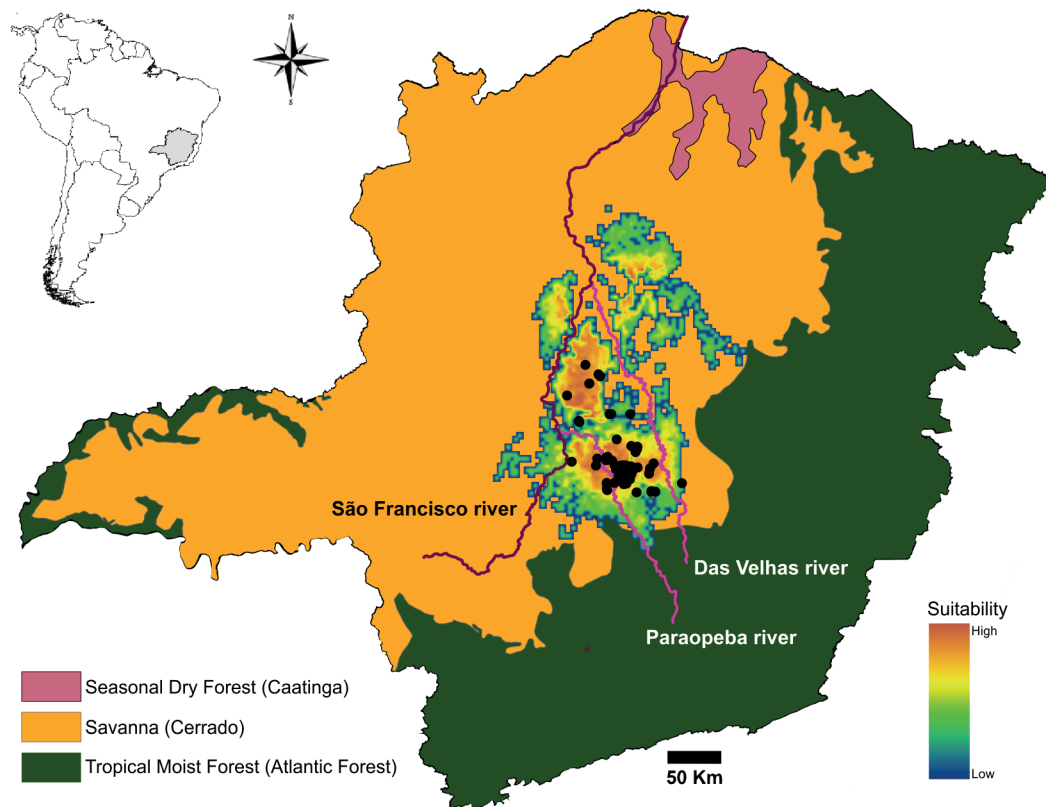 N
S
São Francisco river
Das Velhas river
Paraopeba river
Suitability
High
Low
Seasonal Dry Forest (Caatinga)
Savanna (Cerrado)
Tropical Moist Forest (Atlantic Forest)
50 Km